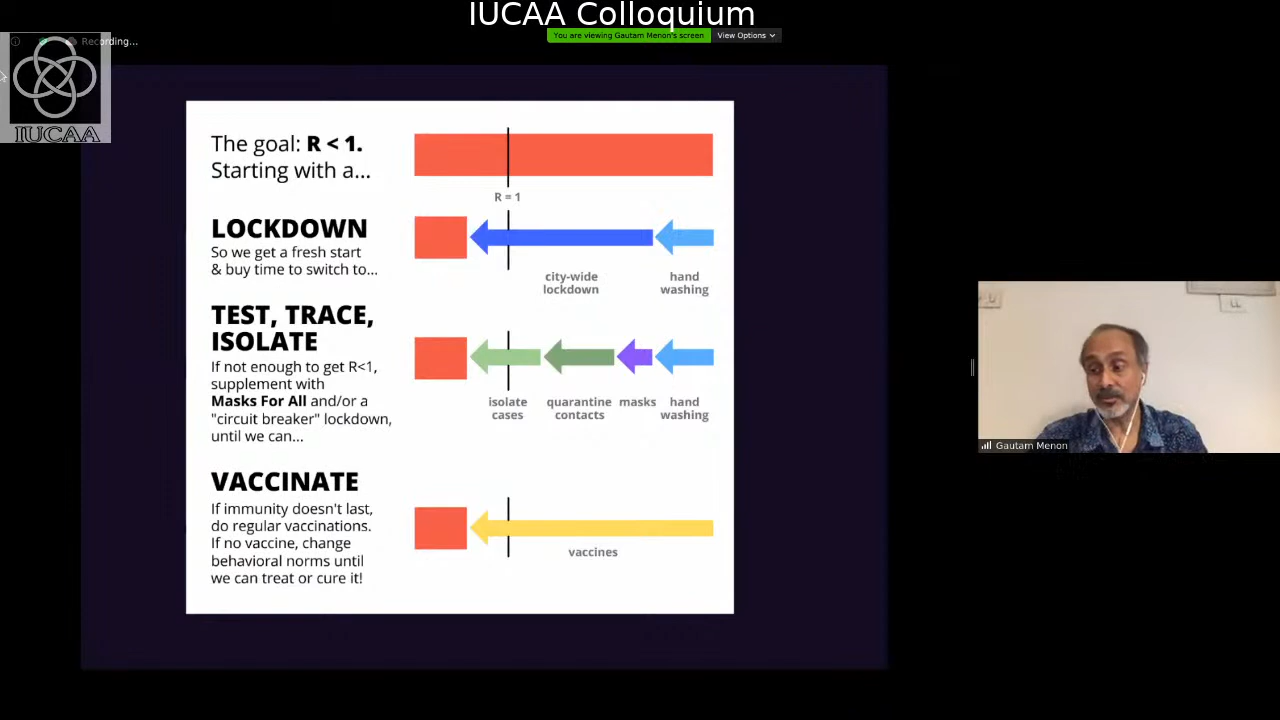 IUCAA Colloquium
You are viewing Gautam Menon's screen
View Options
Recording...
IUCAA
The goal: R < 1.
Starting with a...
R = 1
LOCKDOWN
So we get a fresh start
& buy time to switch to...
city-wide
lockdown
hand
washing
TEST, TRACE,
ISOLATE
If not enough to get R<1,
supplement with
Masks For All and/or a
"circuit breaker" lockdown,
until we can...
isolate
cases
quarantine
contacts
masks
hand
washing
VACCINATE
If immunity doesn't last,
do regular vaccinations.
If no vaccine, change
behavioral norms until
we can treat or cure it!
vaccines
Gautam Menon